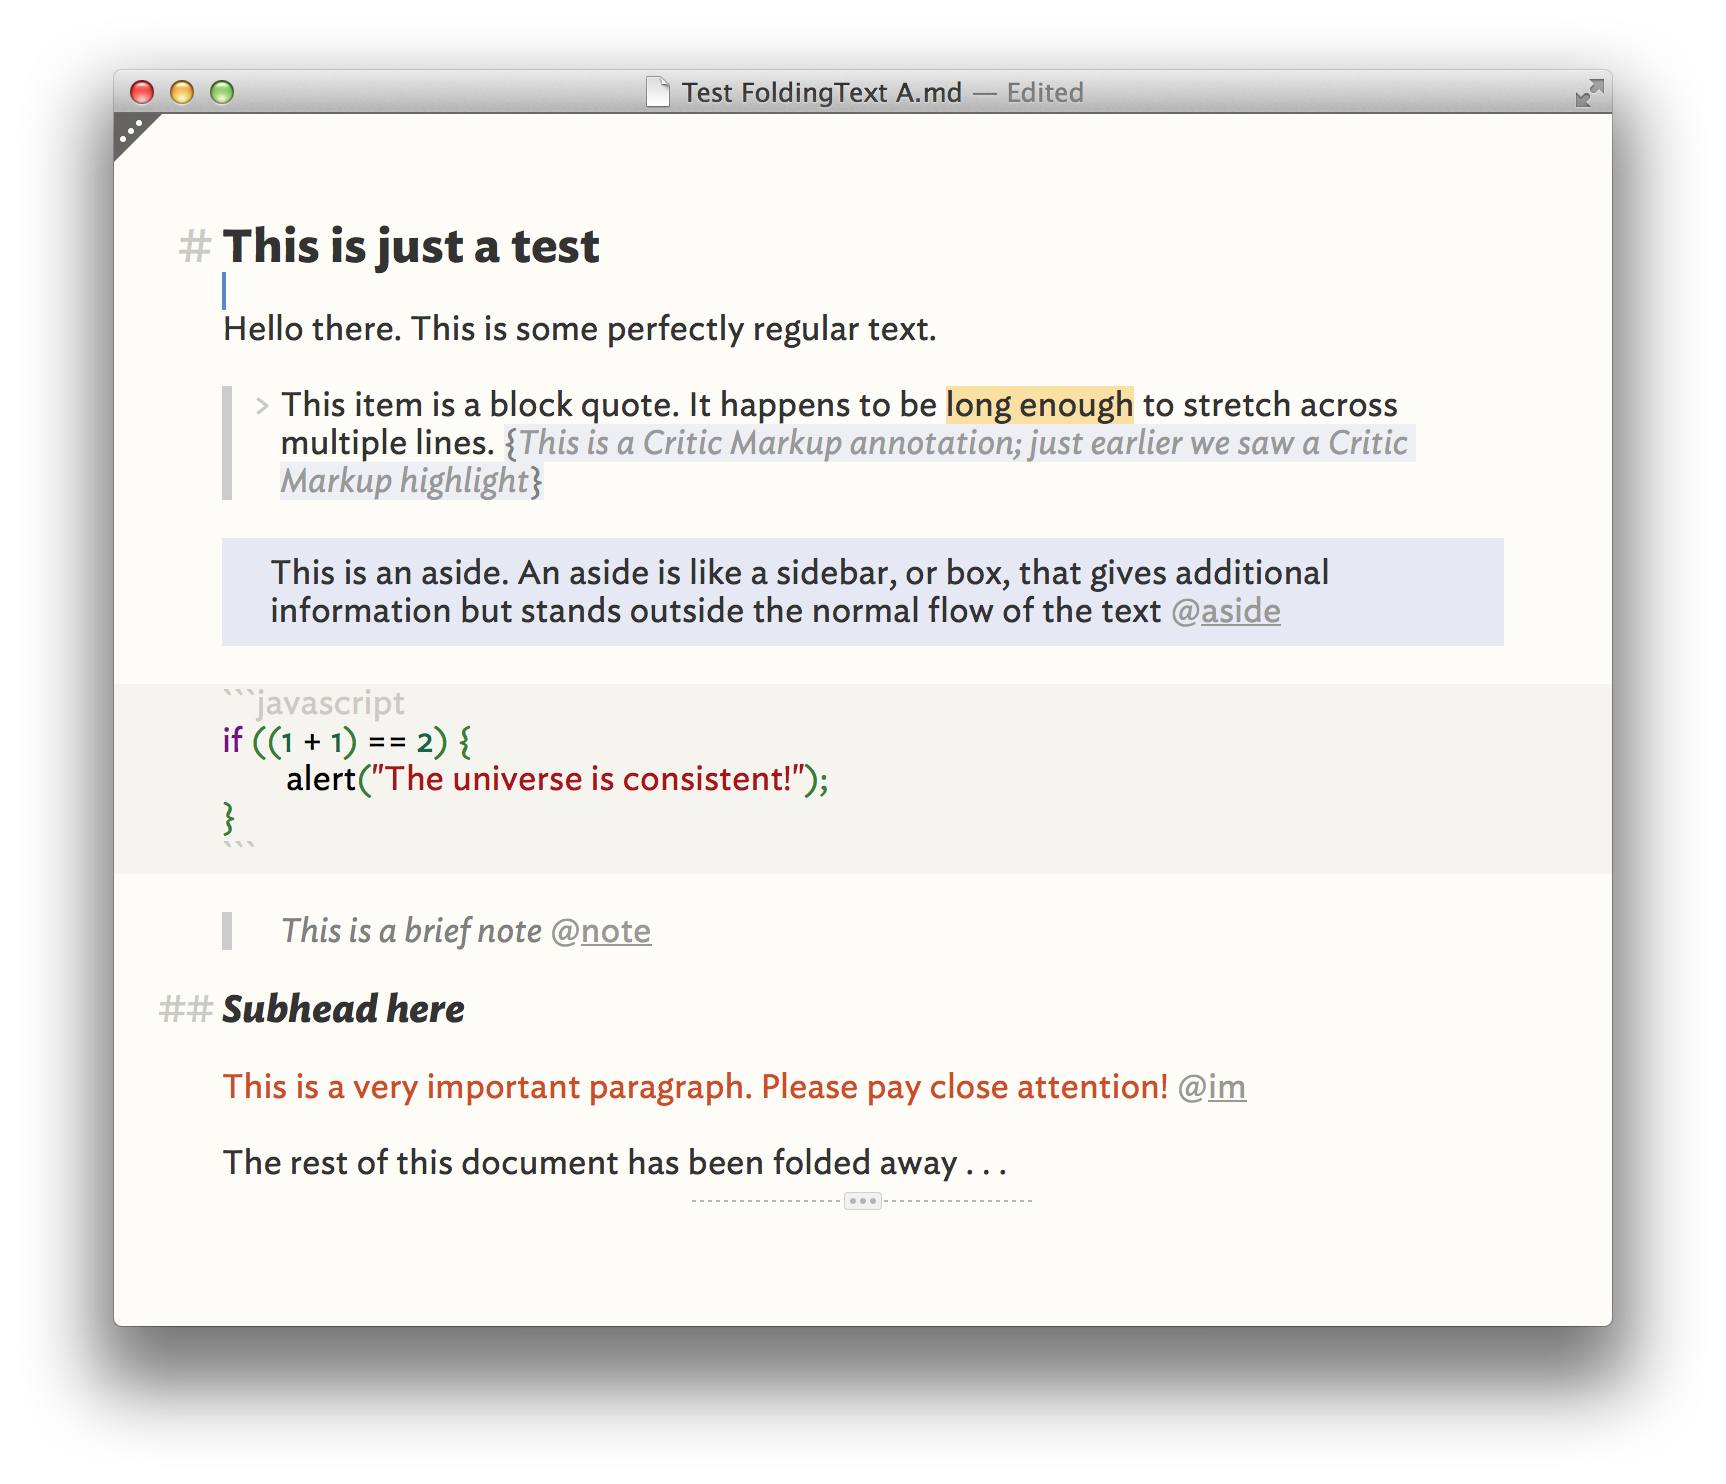 Test FoldingText A.md — Edited
# This is just a test
Hello there. This is some perfectly regular text.
> This item is a block quote. It happens to be long enough to stretch across
multiple lines. {This is a Critic Markup annotation; just earlier we saw a Critic
Markup highlight}
This is an aside. An aside is like a sidebar, or box, that gives additional
information but stands outside the normal flow of the text @aside
```javascript
if ((1 + 1) == 2) {
    alert("The universe is consistent!");
}
```
This is a brief note @note
## Subhead here
This is a very important paragraph. Please pay close attention! @im
The rest of this document has been folded away . . .